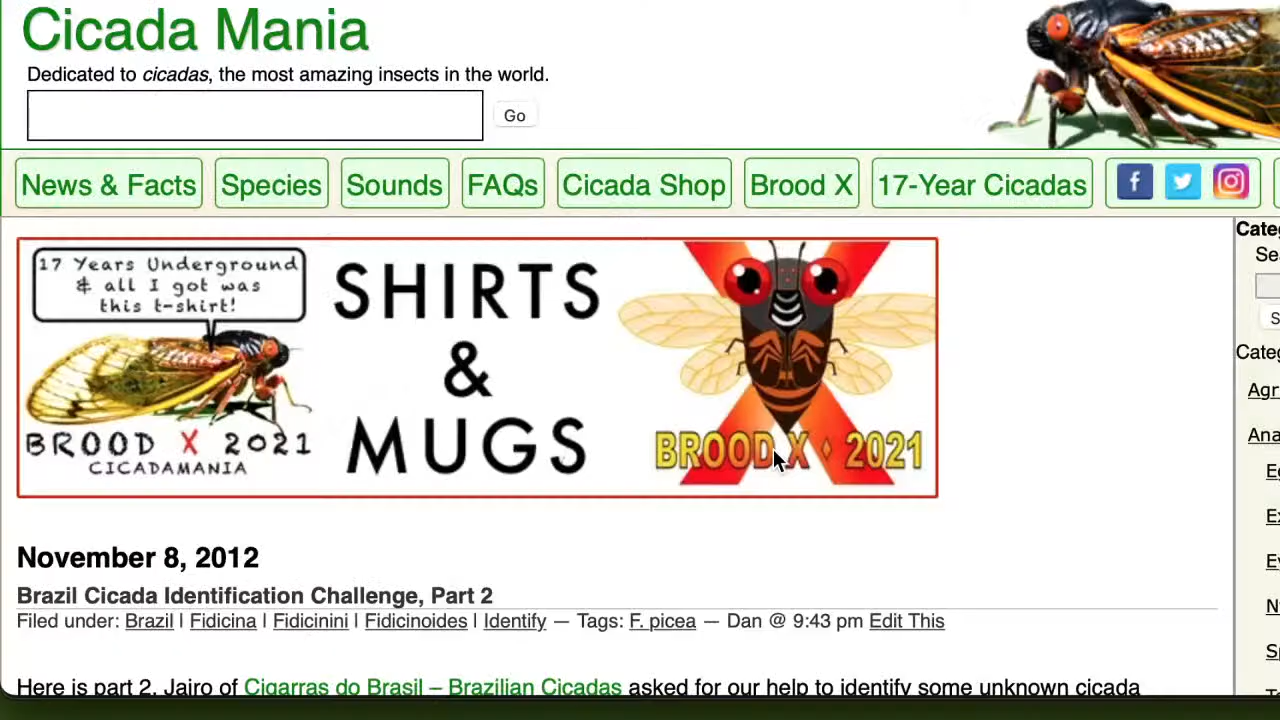 Cicada Mania
Dedicated to cicadas, the most amazing insects in the world.
Go
News & Facts
Species
Sounds
FAQs
Cicada Shop
Brood X
17-Year Cicadas
17 Years Underground
& all I got was
this t-shirt!
BROOD X 2021
CICADAMANIA
SHIRTS
&
MUGS
BROOD X ◊ 2021
November 8, 2012
Brazil Cicada Identification Challenge, Part 2
Filed under: Brazil | Fidicina | Fidicinini | Fidicinoides | Identify — Tags: F. picea — Dan @ 9:43 pm Edit This
Here is part 2. Jairo of Cigarras do Brasil – Brazilian Cicadas asked for our help to identify some unknown cicada